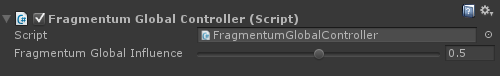 Fragmentum Global Controller (Script)
Script FragmentumGlobalController
Fragmentum Global Influence 0.5